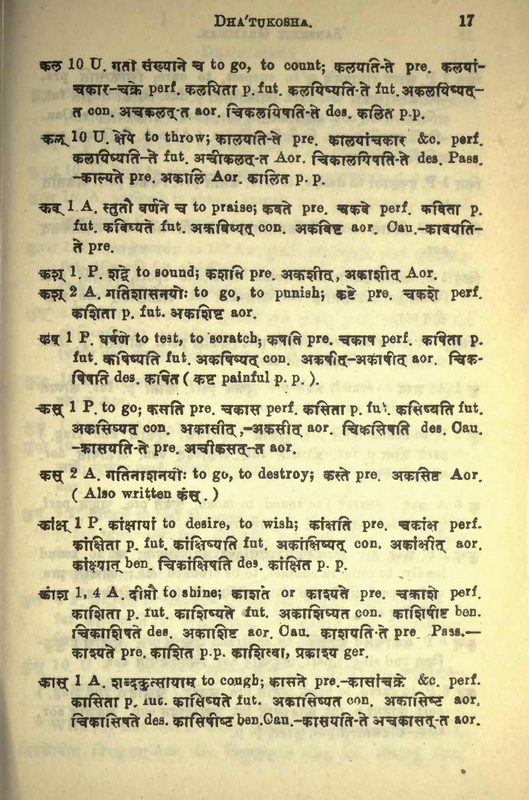 DHA'TUKOSHA. 17
कल 10 U. गतौ संख्याने च to go, to count; कलयति-ते pre. कलयां-
चकार-चक्रे perf. कलयिता p. fut. कलयिष्यति-ते fut. अकलयिष्यत्-
त con. अचकलत्-त aor. चिकलयिषति-ते des. कलित p.p.
10 U. क्षेपे to throw; कालयति-ते pre. कालयांचकार &c. perf.
कलयिष्यति-ते fut. अचीकलत्-त Aor. चिकालयिषति-ते des. Pass.
-काल्यते pre. अकालि Aor. कालित p. p.
कव् 1 A. स्तुतौ वर्णने च to praise; कवते pre. चकवे perf. कविता p.
fut. कविष्यते fut. अकविष्यत् con. अकविष्ट aor. Cau.-कावयति-
ते pre.
कश् 1. P. शद्वे to sound; कशति pre. अकशीत्, अकाशीत् Aor.
कश् 2 A. गतिशासनयोः to go, to punish; कष्टे pre. चकशे perf.
कशिता p. fut. अकशिष्ट aor.
कष् 1 P. घर्षणे to test, to scratch; कषति pre. चकाष perf. कषिता p.
fut. कषिष्यति fut. अकषिष्यत् con. अकषीत्-अकाषीत् aor. चिक-
षिषति des. कषित ( कष्ट painful p. p. ).
कस् 1 P. to go; कसति pre. चकास perf. कसिता p. fut. कसिष्यति fut.
अकसिष्यत् con. अकासीत्,-अकसीत् aor. चिकसिषति des. Cau.
-कासयति-ते pre. अचीकसत्-त aor.
कस् 2 A. गतिनाशनयोः to go, to destroy; कस्ते pre. अकसिष्ट Aor.
( Also written कंस्. )
कांक्ष् 1 P. कांक्षायां to desire, to wish; कांक्षति pre. चकांक्ष perf.
कांक्षिता p. fut. कांक्षिष्यति fut. अकांक्षिष्यत् con. अकांक्षीत् aor.
कांक्ष्यात् ben. चिकांक्षिषति des. कांक्षित p. p.
काश 1, 4 A. दीप्तौ to shine; काशते or काश्यते pre. चकाशे perf.
काशिता p. fut. काशिष्यते fut. अकाशिष्यत con. काशिषीष्ट ben.
चिकाशिषते des. अकाशिष्ट aor. Cau. काशयति-ते pre. Pass.—
काश्यते pre. काशित p.p. काशित्वा, प्रकाश्य ger.
कास् 1 A. शब्दकुत्सायाम् to cough; कासते pre.-कासांचक्रे &c. perf.
कासिता p. fut. कासिष्यते fut. अकासिष्यत con. अकासिष्ट aor.
चिकासिषते des. कासिषीष्ट ben. Cau.-कासयति-ते अचकासत्-त aor.